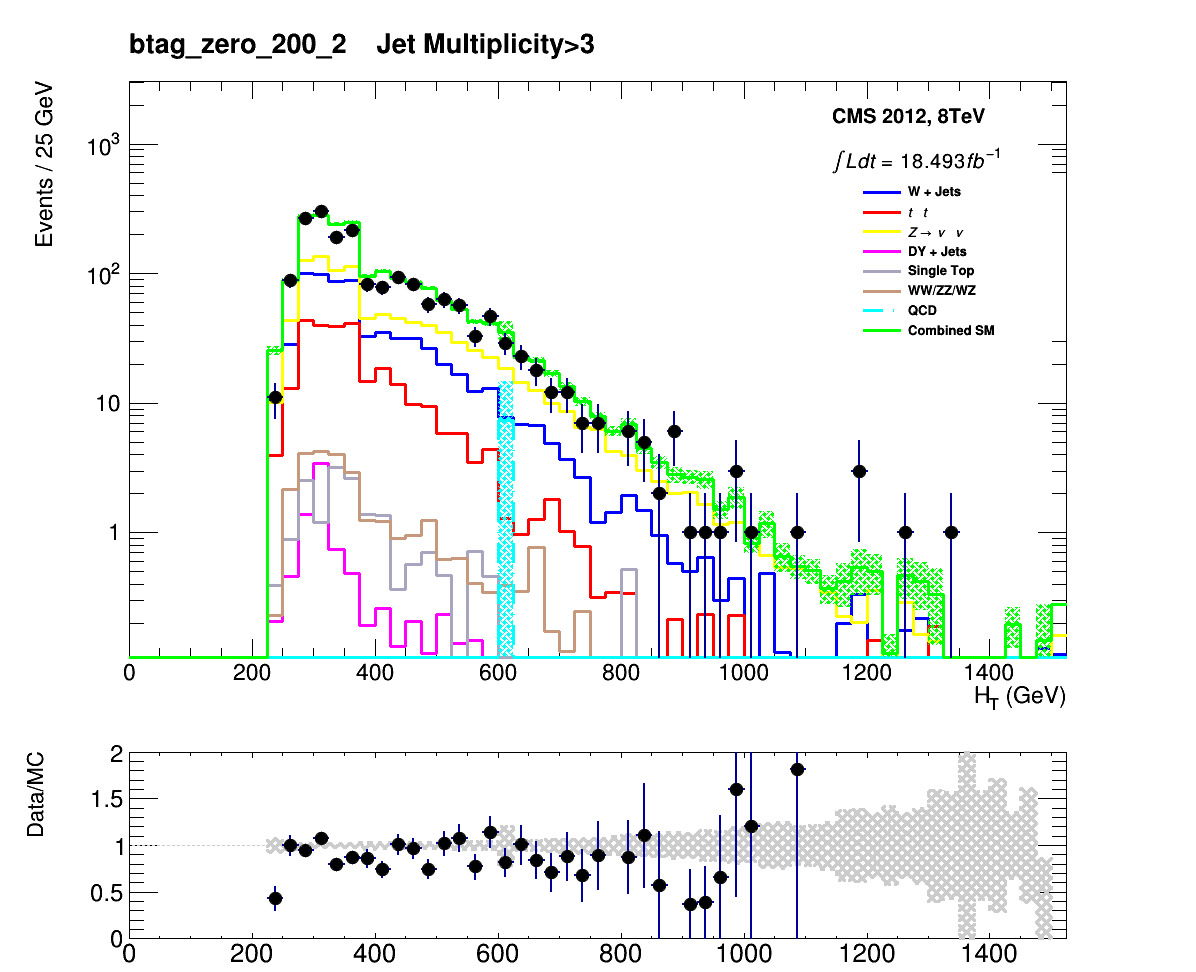 btag_zero_200_2 Jet Multiplicity>3
Events / 25 GeV
10³
10²
10
1
CMS 2012, 8TeV
∫Ldt = 18.493fb⁻¹
W + Jets
t t
Z→ ν ν
DY + Jets
Single Top
WW/ZZ/WZ
QCD
Combined SM
0 200 400 600 800 1000 1200 1400
H_T (GeV)
Data/MC
2
1.5
1
0.5
0
0 200 400 600 800 1000 1200 1400